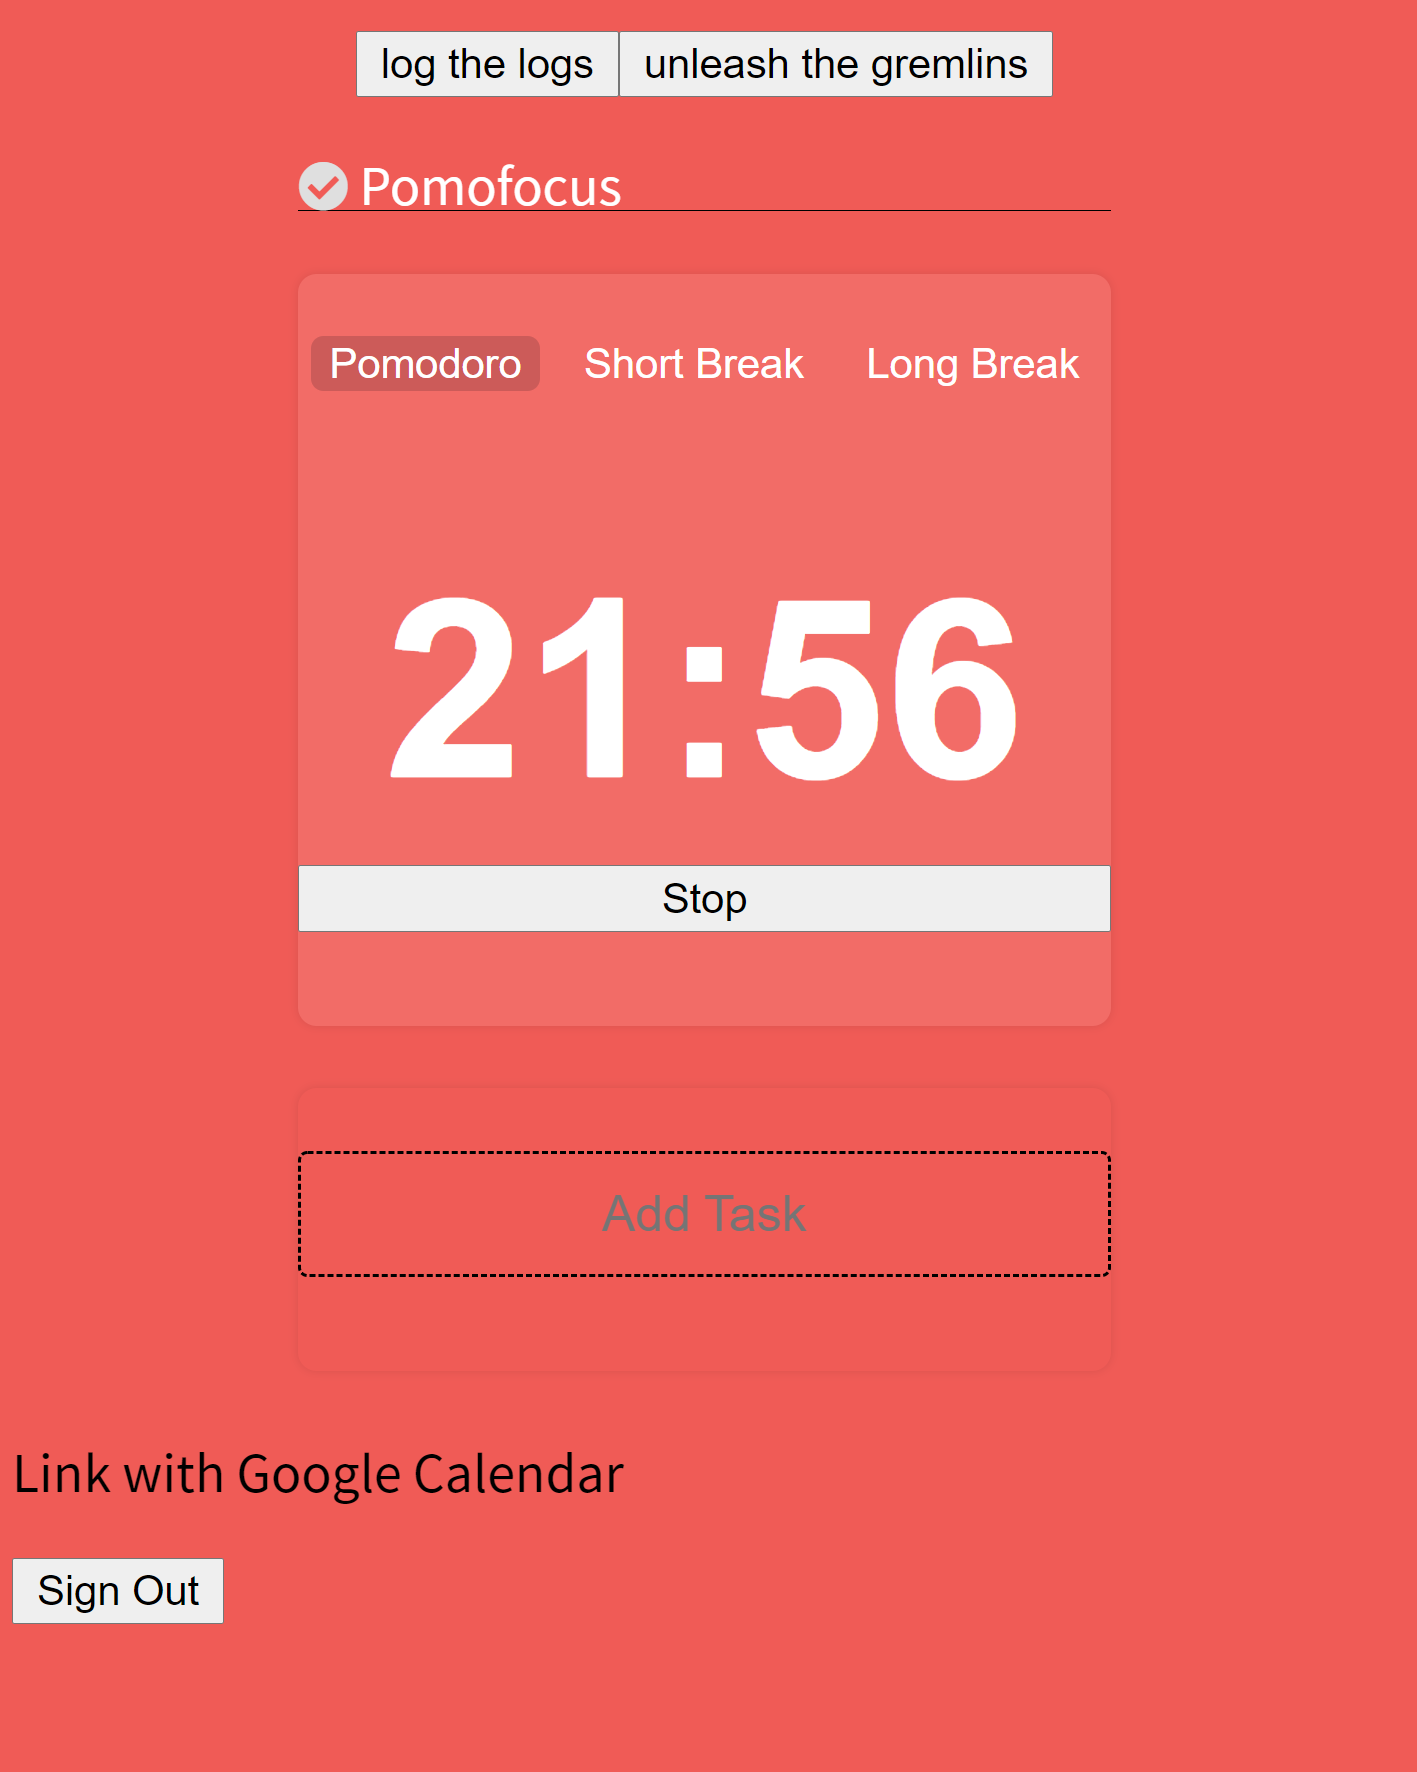 log the logs unleash the gremlins
Pomofocus
Pomodoro Short Break Long Break
21:56
Stop
Add Task
Link with Google Calendar
Sign Out